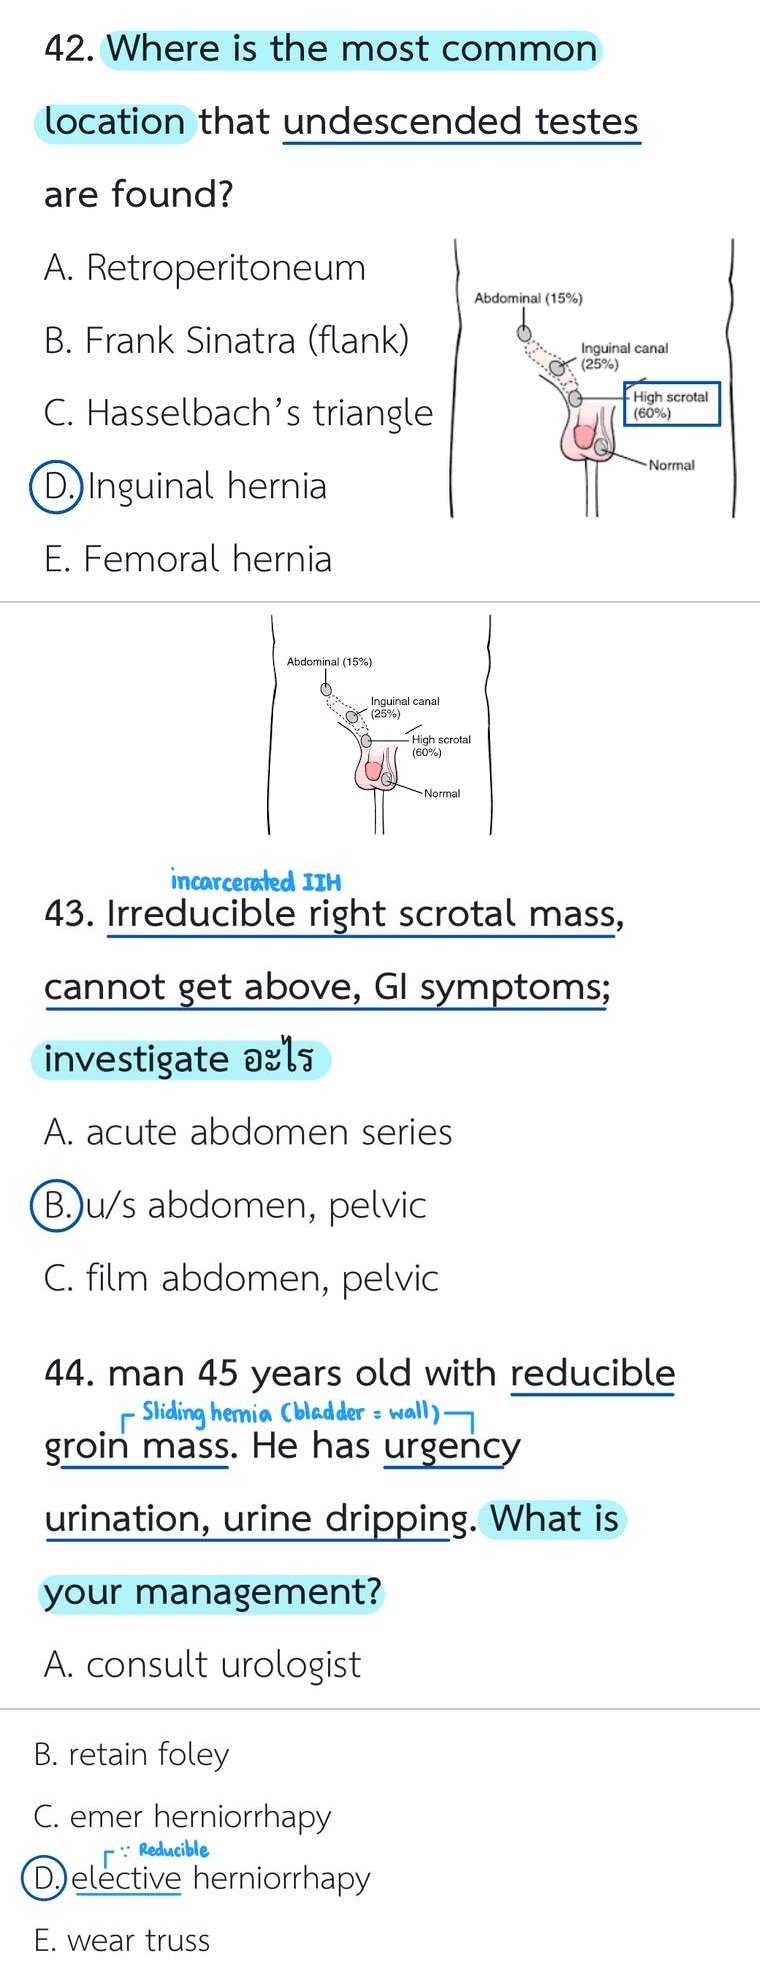 42. Where is the most common
location that undescended testes
are found?
A. Retroperitoneum
B. Frank Sinatra (flank)
C. Hasselbach's triangle
D. Inguinal hernia
E. Femoral hernia
Abdominal (15%)
Inguinal canal
(25%)
High scrotal
(60%)
Normal
Abdominal (15%)
Inguinal canal
(25%)
High scrotal
(60%)
Normal
incarcerated IIH
43. Irreducible right scrotal mass,
cannot get above, GI symptoms;
investigate อะไร
A. acute abdomen series
B. u/s abdomen, pelvic
C. film abdomen, pelvic
44. man 45 years old with reducible
Sliding hernia (bladder = wall)
groin mass. He has urgency
urination, urine dripping. What is
your management?
A. consult urologist
B. retain foley
C. emer herniorrhapy
∵ Reducible
D. elective herniorrhapy
E. wear truss